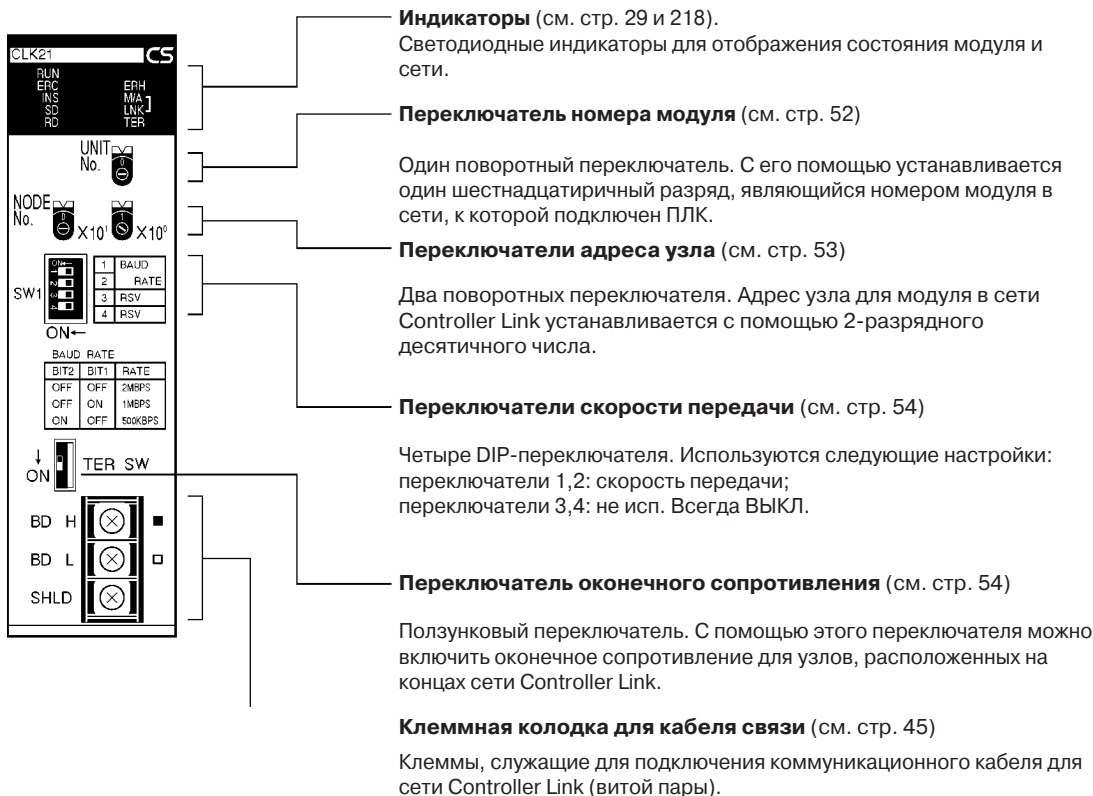 CLK21 CS
RUN
ERC ERH
INS M/A
SD LNK
RD TER
UNIT
No.
0
NODE
No.
0 X10¹ 1 X10⁰
SW1
ON←
1
2
3
4
1 BAUD
2 RATE
3 RSV
4 RSV
ON←
BAUD RATE
BIT2 BIT1 RATE
OFF OFF 2MBPS
OFF ON 1MBPS
ON OFF 500KBPS
↓
ON TER SW
BD H
BD L
SHLD
Индикаторы (см. стр. 29 и 218).
Светодиодные индикаторы для отображения состояния модуля и
сети.
Переключатель номера модуля (см. стр. 52)
Один поворотный переключатель. С его помощью устанавливается
один шестнадцатиричный разряд, являющийся номером модуля в
сети, к которой подключен ПЛК.
Переключатели адреса узла (см. стр. 53)
Два поворотных переключателя. Адрес узла для модуля в сети
Controller Link устанавливается с помощью 2-разрядного
десятичного числа.
Переключатели скорости передачи (см. стр. 54)
Четыре DIP-переключателя. Используются следующие настройки:
переключатели 1,2: скорость передачи;
переключатели 3,4: не исп. Всегда ВЫКЛ.
Переключатель оконечного сопротивления (см. стр. 54)
Ползунковый переключатель. С помощью этого переключателя можно
включить оконечное сопротивление для узлов, расположенных на
концах сети Controller Link.
Клеммная колодка для кабеля связи (см. стр. 45)
Клеммы, служащие для подключения коммуникационного кабеля для
сети Controller Link (витой пары).